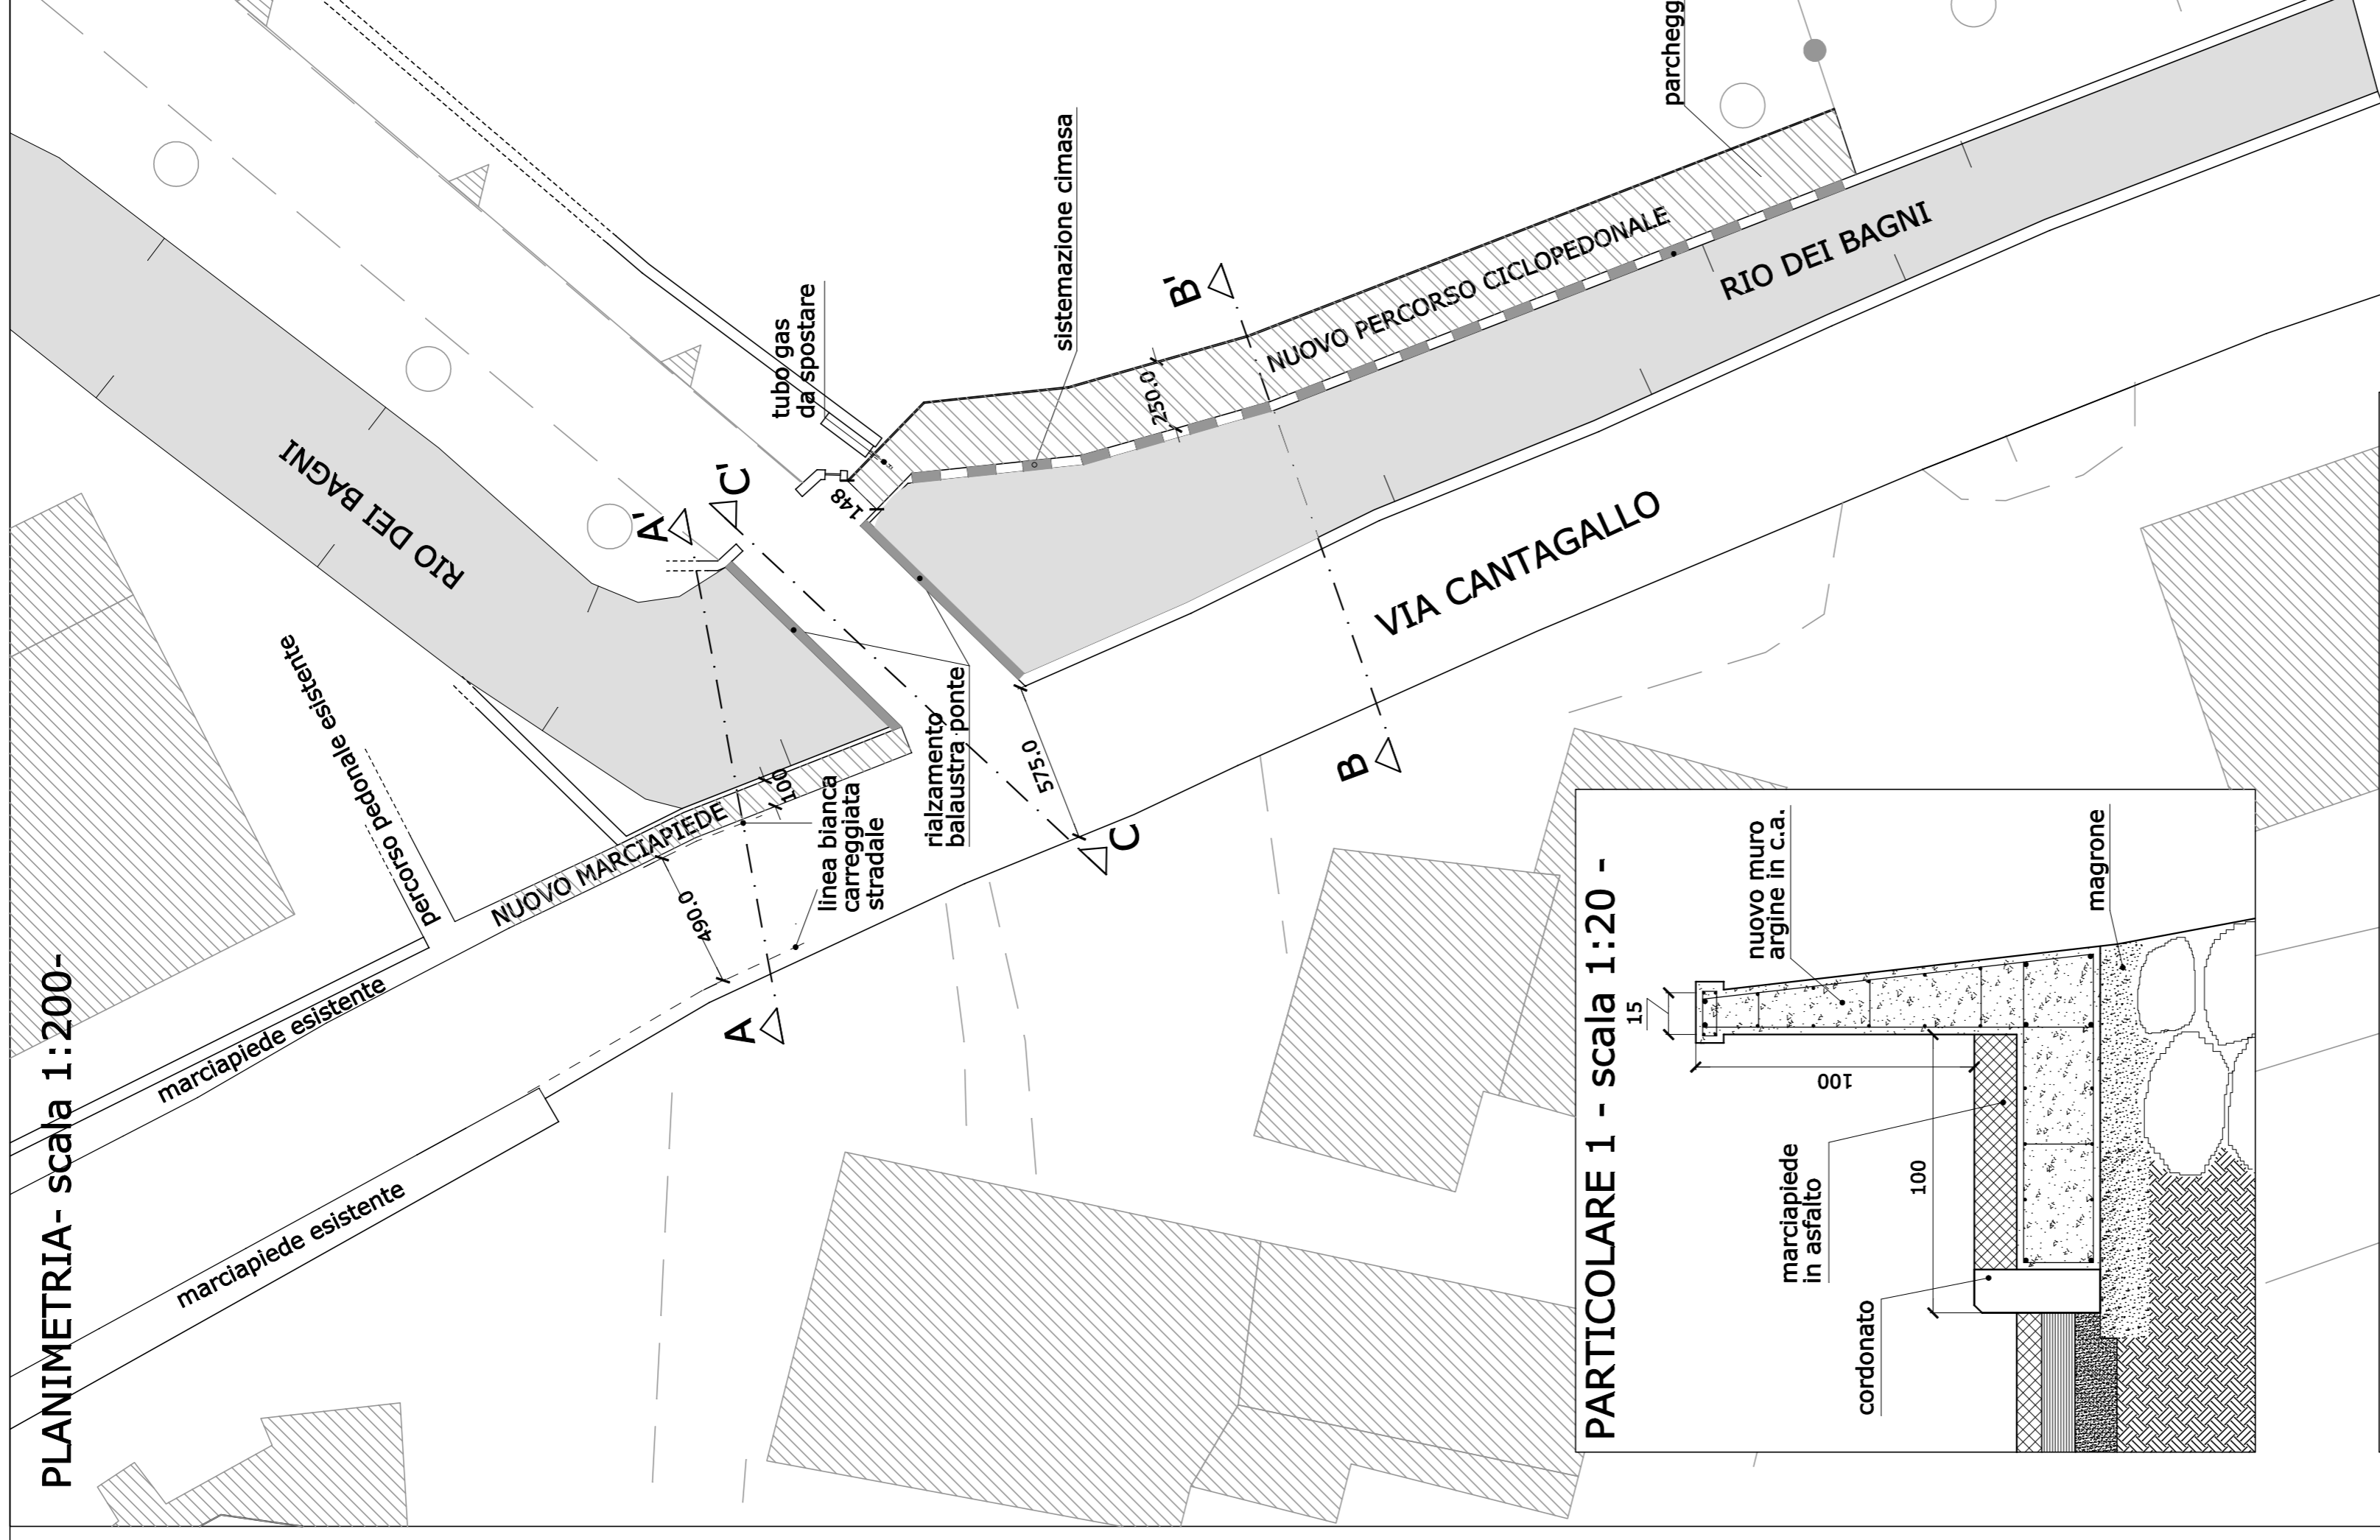 PLANIMETRIA- scala 1:200-
RIO DEI BAGNI
percorso pedonale esistente
marciapiede esistente
marciapiede esistente
NUOVO MARCIAPIEDE
490.0
100
linea bianca
carreggiata
stradale
A
A'
C'
C
148
tubo gas
da spostare
rialzamento
balaustra ponte
575.0
sistemazione cimasa
250.0
B'
B
NUOVO PERCORSO CICLOPEDONALE
RIO DEI BAGNI
VIA CANTAGALLO
parchegg
PARTICOLARE 1 - scala 1:20 -
15
100
100
nuovo muro
argine in c.a.
magrone
marciapiede
in asfalto
cordonato